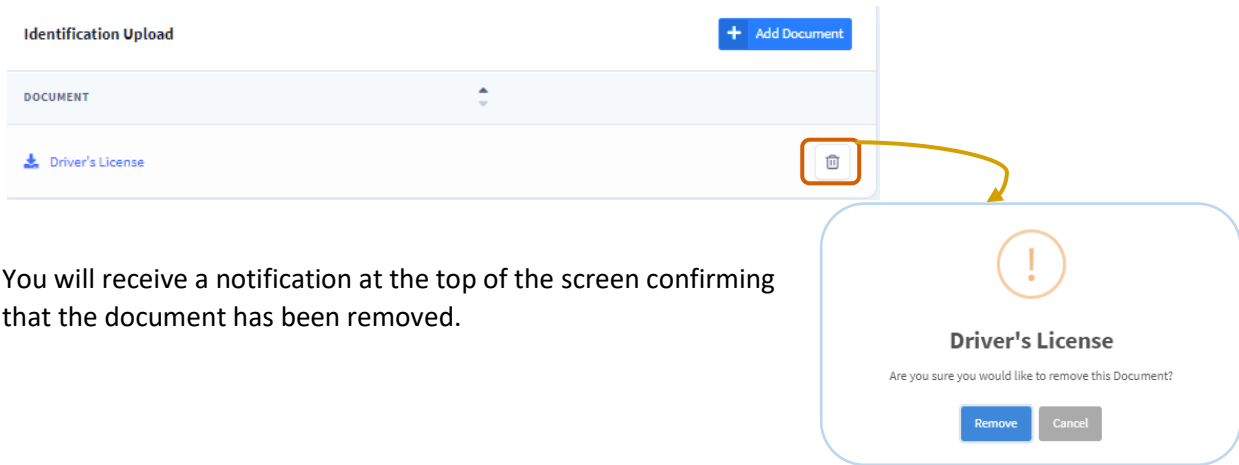 Identification Upload
+ Add Document
DOCUMENT
Driver's License
You will receive a notification at the top of the screen confirming
that the document has been removed.
!
Driver's License
Are you sure you would like to remove this Document?
Remove
Cancel